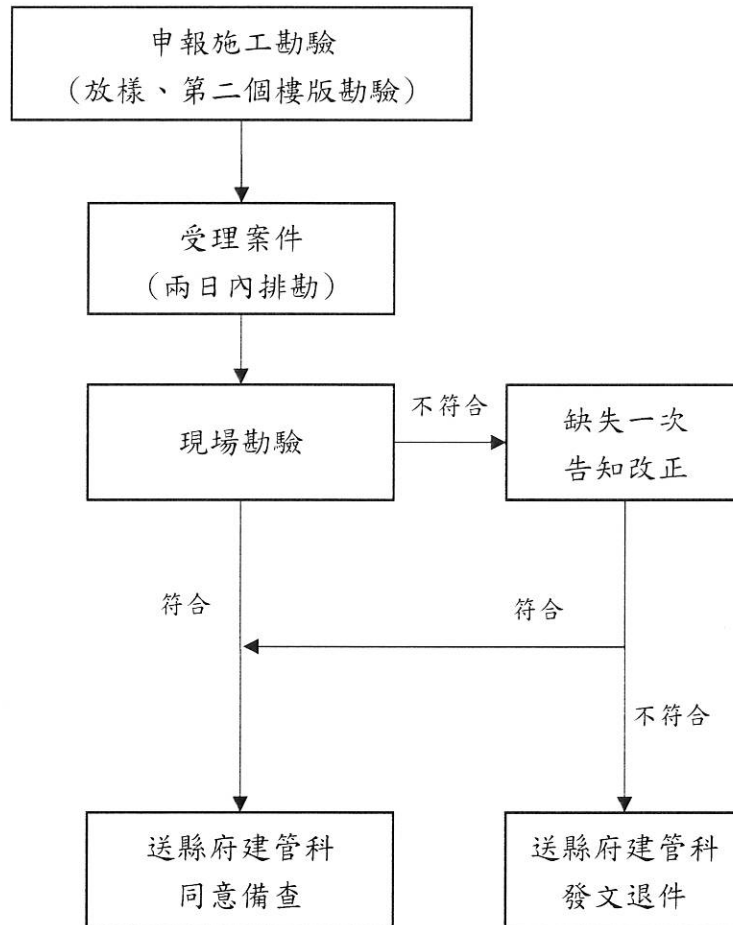 申報施工勘驗
(放樣、第二個樓版勘驗)
受理案件
(兩日內排勘)
現場勘驗
不符合
缺失一次
告知改正
符合
符合
不符合
送縣府建管科
同意備查
送縣府建管科
發文退件